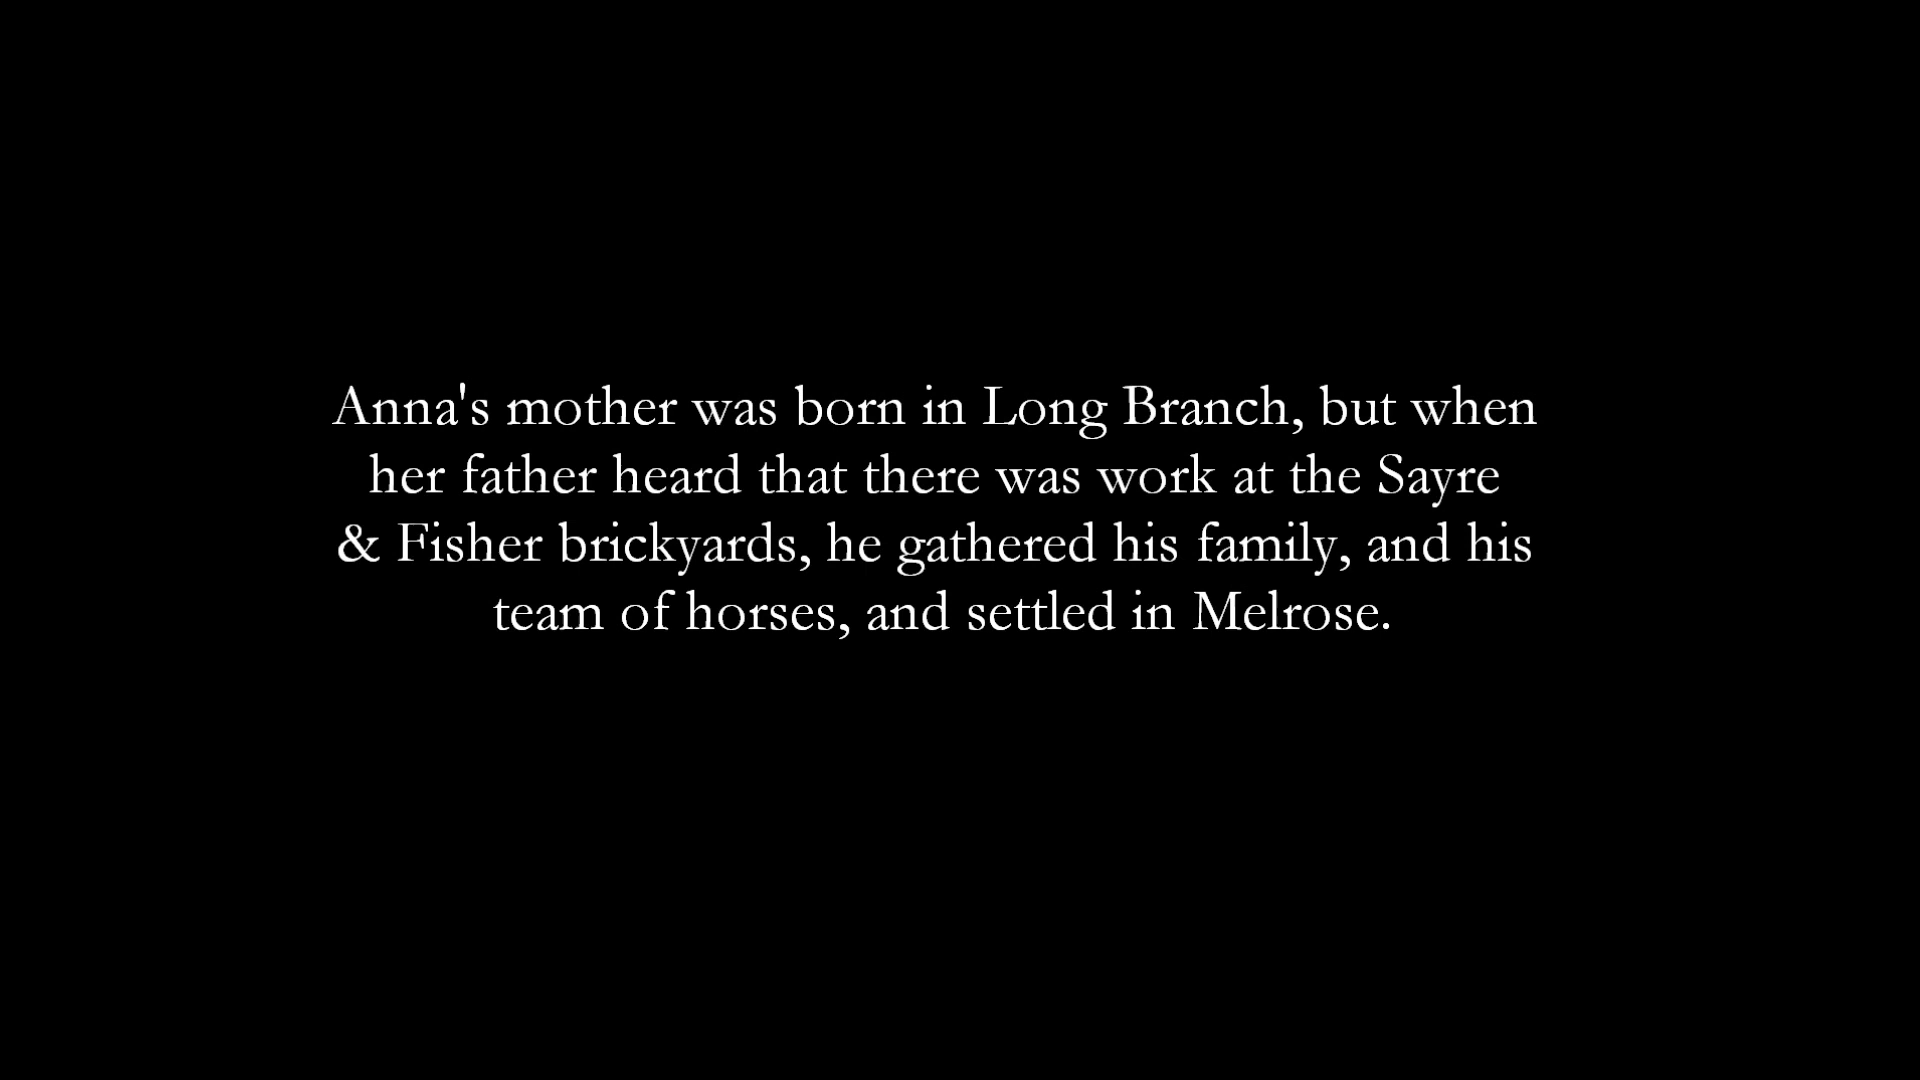 Anna's mother was born in Long Branch, but when
her father heard that there was work at the Sayre
& Fisher brickyards, he gathered his family, and his
team of horses, and settled in Melrose.